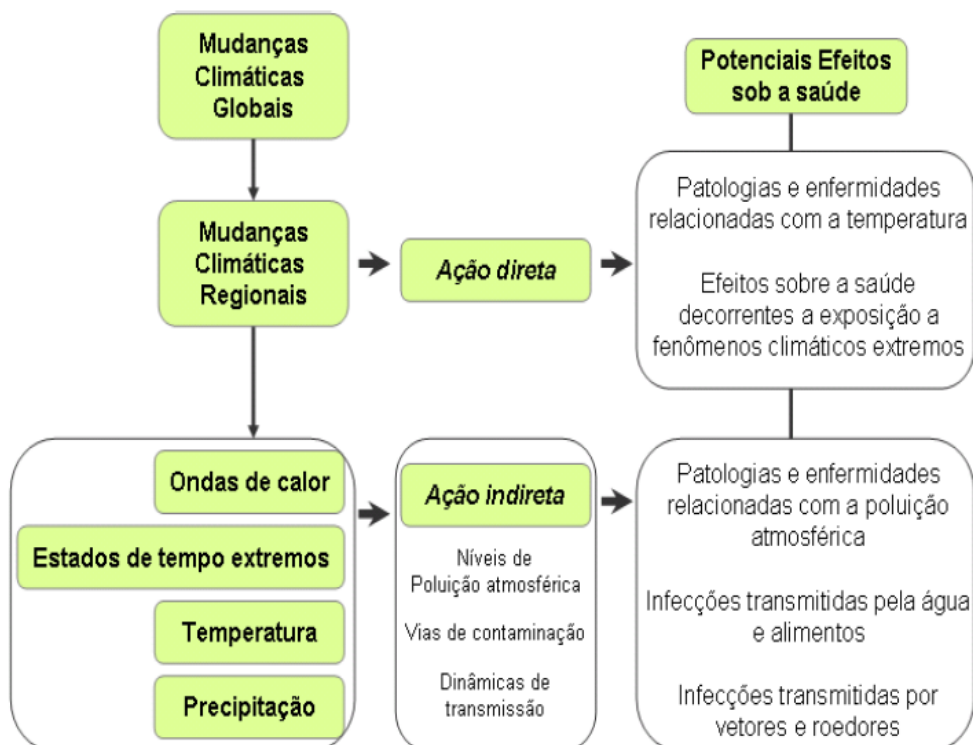 Mudanças
Climáticas
Globais
Potenciais Efeitos
sob a saúde
Mudanças
Climáticas
Regionais
Ação direta
Patologias e enfermidades
relacionadas com a temperatura
Efeitos sobre a saúde
decorrentes a exposição a
fenômenos climáticos extremos
Ondas de calor
Estados de tempo extremos
Temperatura
Precipitação
Ação indireta
Níveis de
Poluição atmosférica
Vias de contaminação
Dinâmicas de
transmissão
Patologias e enfermidades
relacionadas com a poluição
atmosférica
Infecções transmitidas pela água
e alimentos
Infecções transmitidas por
vetores e roedores